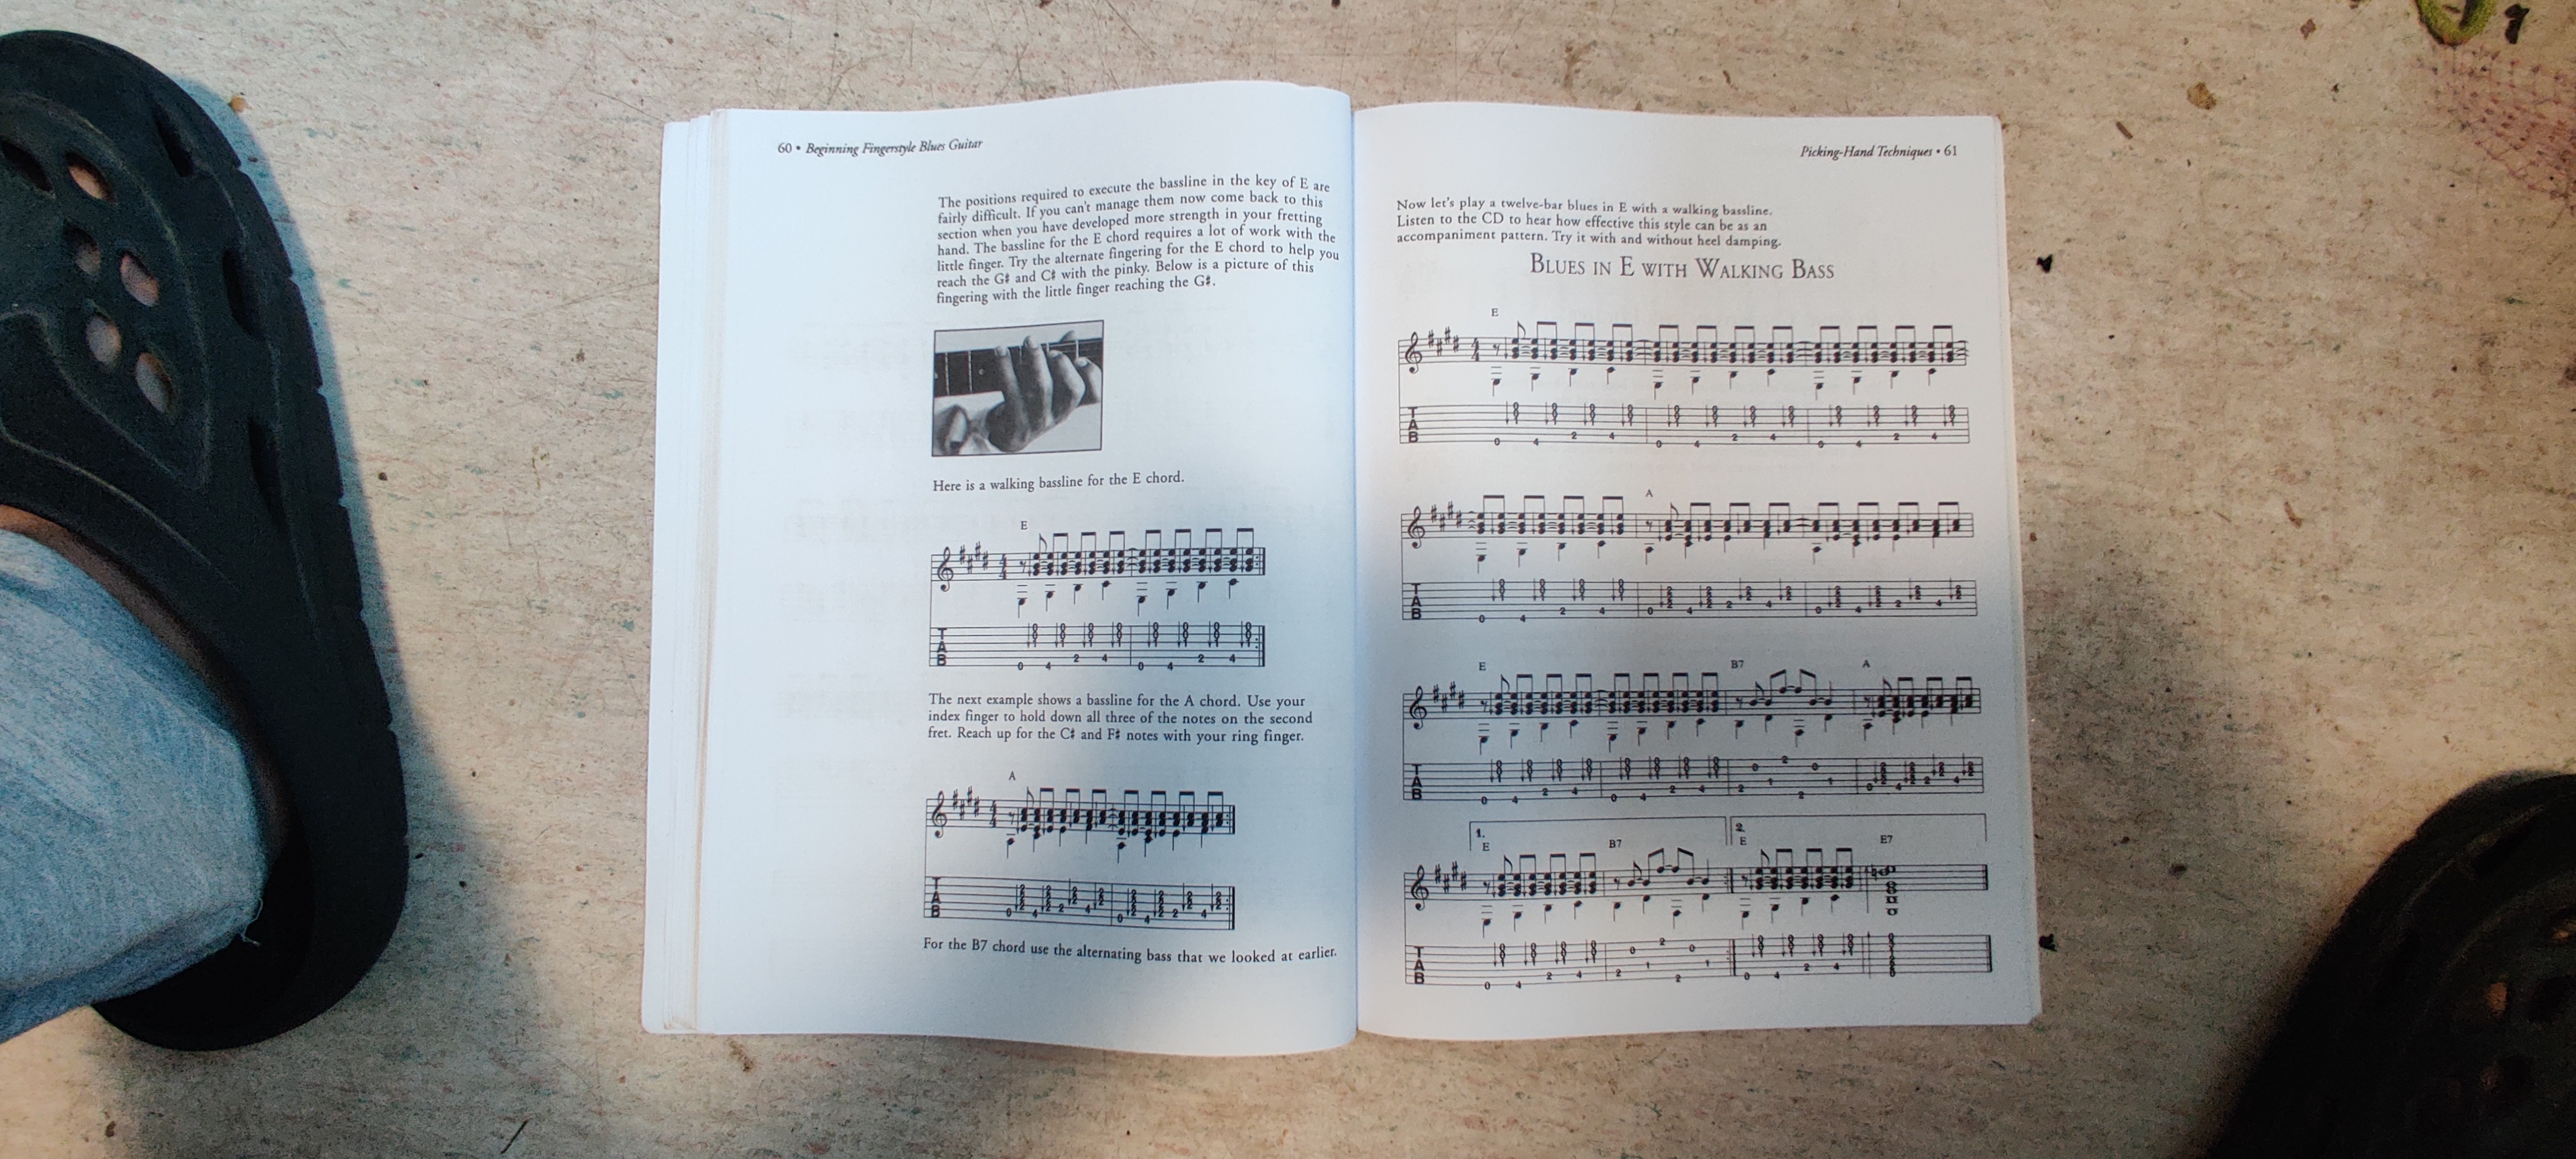 60 • Beginning Fingerstyle Blues Guitar
The positions required to execute the bassline in the key of E are
fairly difficult. If you can't manage them now come back to this
section when you have developed more strength in your fretting
hand. The bassline for the E chord requires a lot of work with the
little finger. Try the alternate fingering for the E chord to help you
reach the G# and C# with the pinky. Below is a picture of this
fingering with the little finger reaching the G#.
Here is a is a walking bassline for the E chord.
E
T
A
B
The next example shows a bassline for the A chord. Use your
index finger to hold down all three of the notes on the second
fret. Reach up for the C# and F# notes with your ring finger.
A
T
A
B
For the B7 chord use the alternating bass that we looked at earlier.
Picking-Hand Techniques • 61
Now let's play a twelve-bar blues in E with a walking bassline.
Listen to the CD to hear how effective this style can be as an
accompaniment pattern. Try it with and without heel damping.
BLUES IN E WITH WALKING BASS
E
T
A
B
A
T
A
B
E B7 A
T
A
B
1. 2.
E B7 E E7
T
A
B